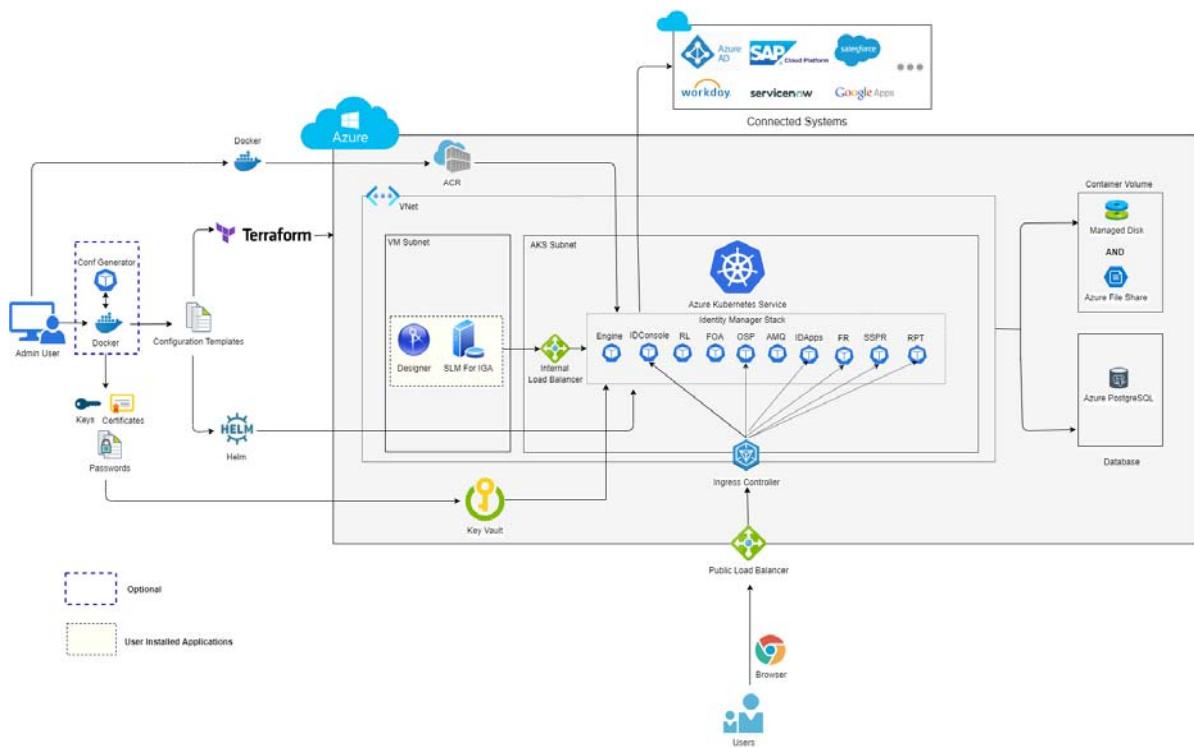 Azure
AD
SAP
Cloud Platform
salesforce
workday.
servicenow
Google Apps
Connected Systems
Azure
Docker
ACR
Container Volume
Managed Disk
AND
Azure File Share
VNet
Terraform
VM Subnet
AKS Subnet
Azure Kubernetes Service
Identity Manager Stack
Conf Generator
Docker
Admin User
Configuration Templates
Designer
SLM For IGA
Internal
Load Balancer
Engine
IDConsole
RL
FOA
OSP
AMQ
IDApps
FR
SSPR
RPT
Azure PostgreSQL
Database
Keys
Certificates
Passwords
HELM
Helm
Key Vault
Ingress Controller
Public Load Balancer
Optional
User Installed Applications
Browser
Users